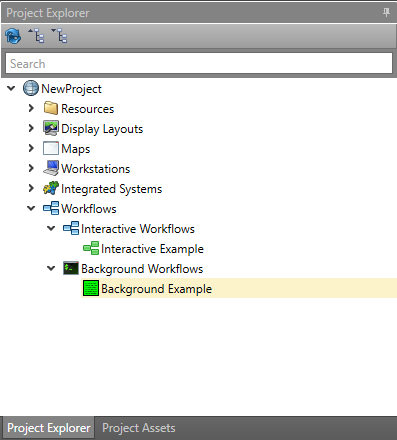 Project Explorer
Search
NewProject
Resources
Display Layouts
Maps
Workstations
Integrated Systems
Workflows
Interactive Workflows
Interactive Example
Background Workflows
Background Example
Project Explorer Project Assets